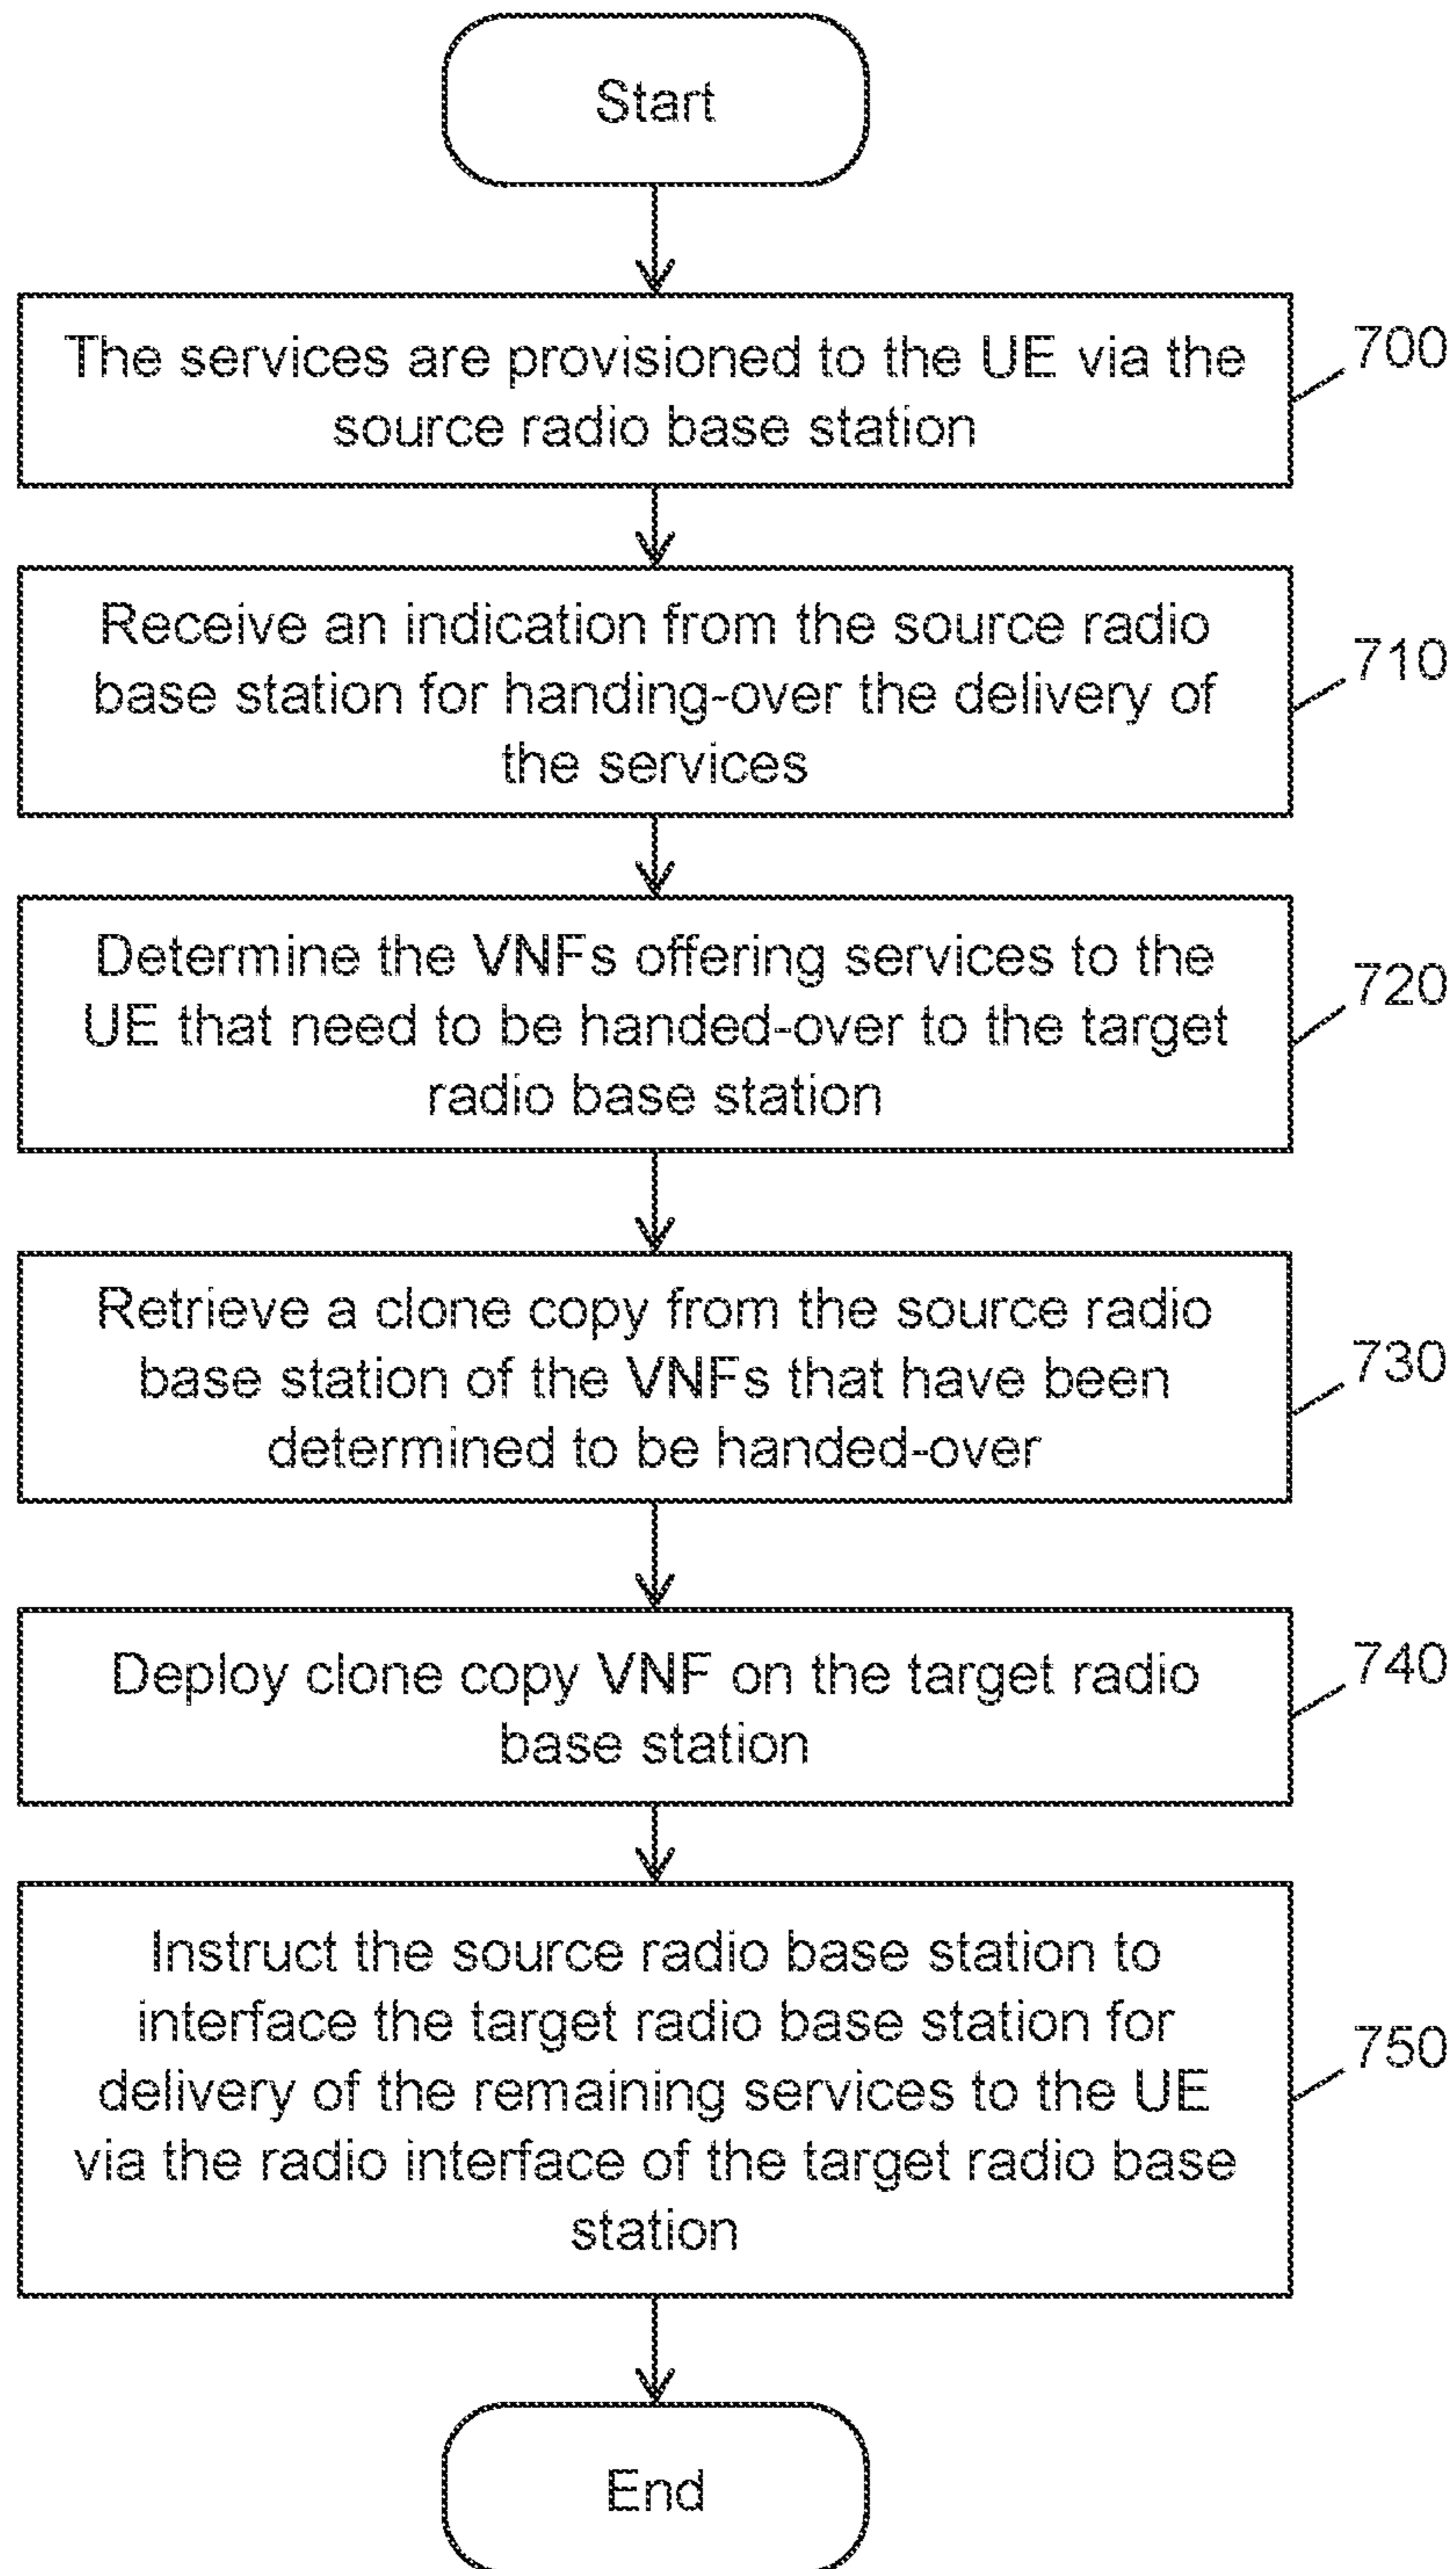 Start
The services are provisioned to the UE via the
source radio base station
700
Receive an indication from the source radio
base station for handing-over the delivery of
the services
710
Determine the VNFs offering services to the
UE that need to be handed-over to the target
radio base station
720
Retrieve a clone copy from the source radio
base station of the VNFs that have been
determined to be handed-over
730
Deploy clone copy VNF on the target radio
base station
740
Instruct the source radio base station to
interface the target radio base station for
delivery of the remaining services to the UE
via the radio interface of the target radio base
station
750
End